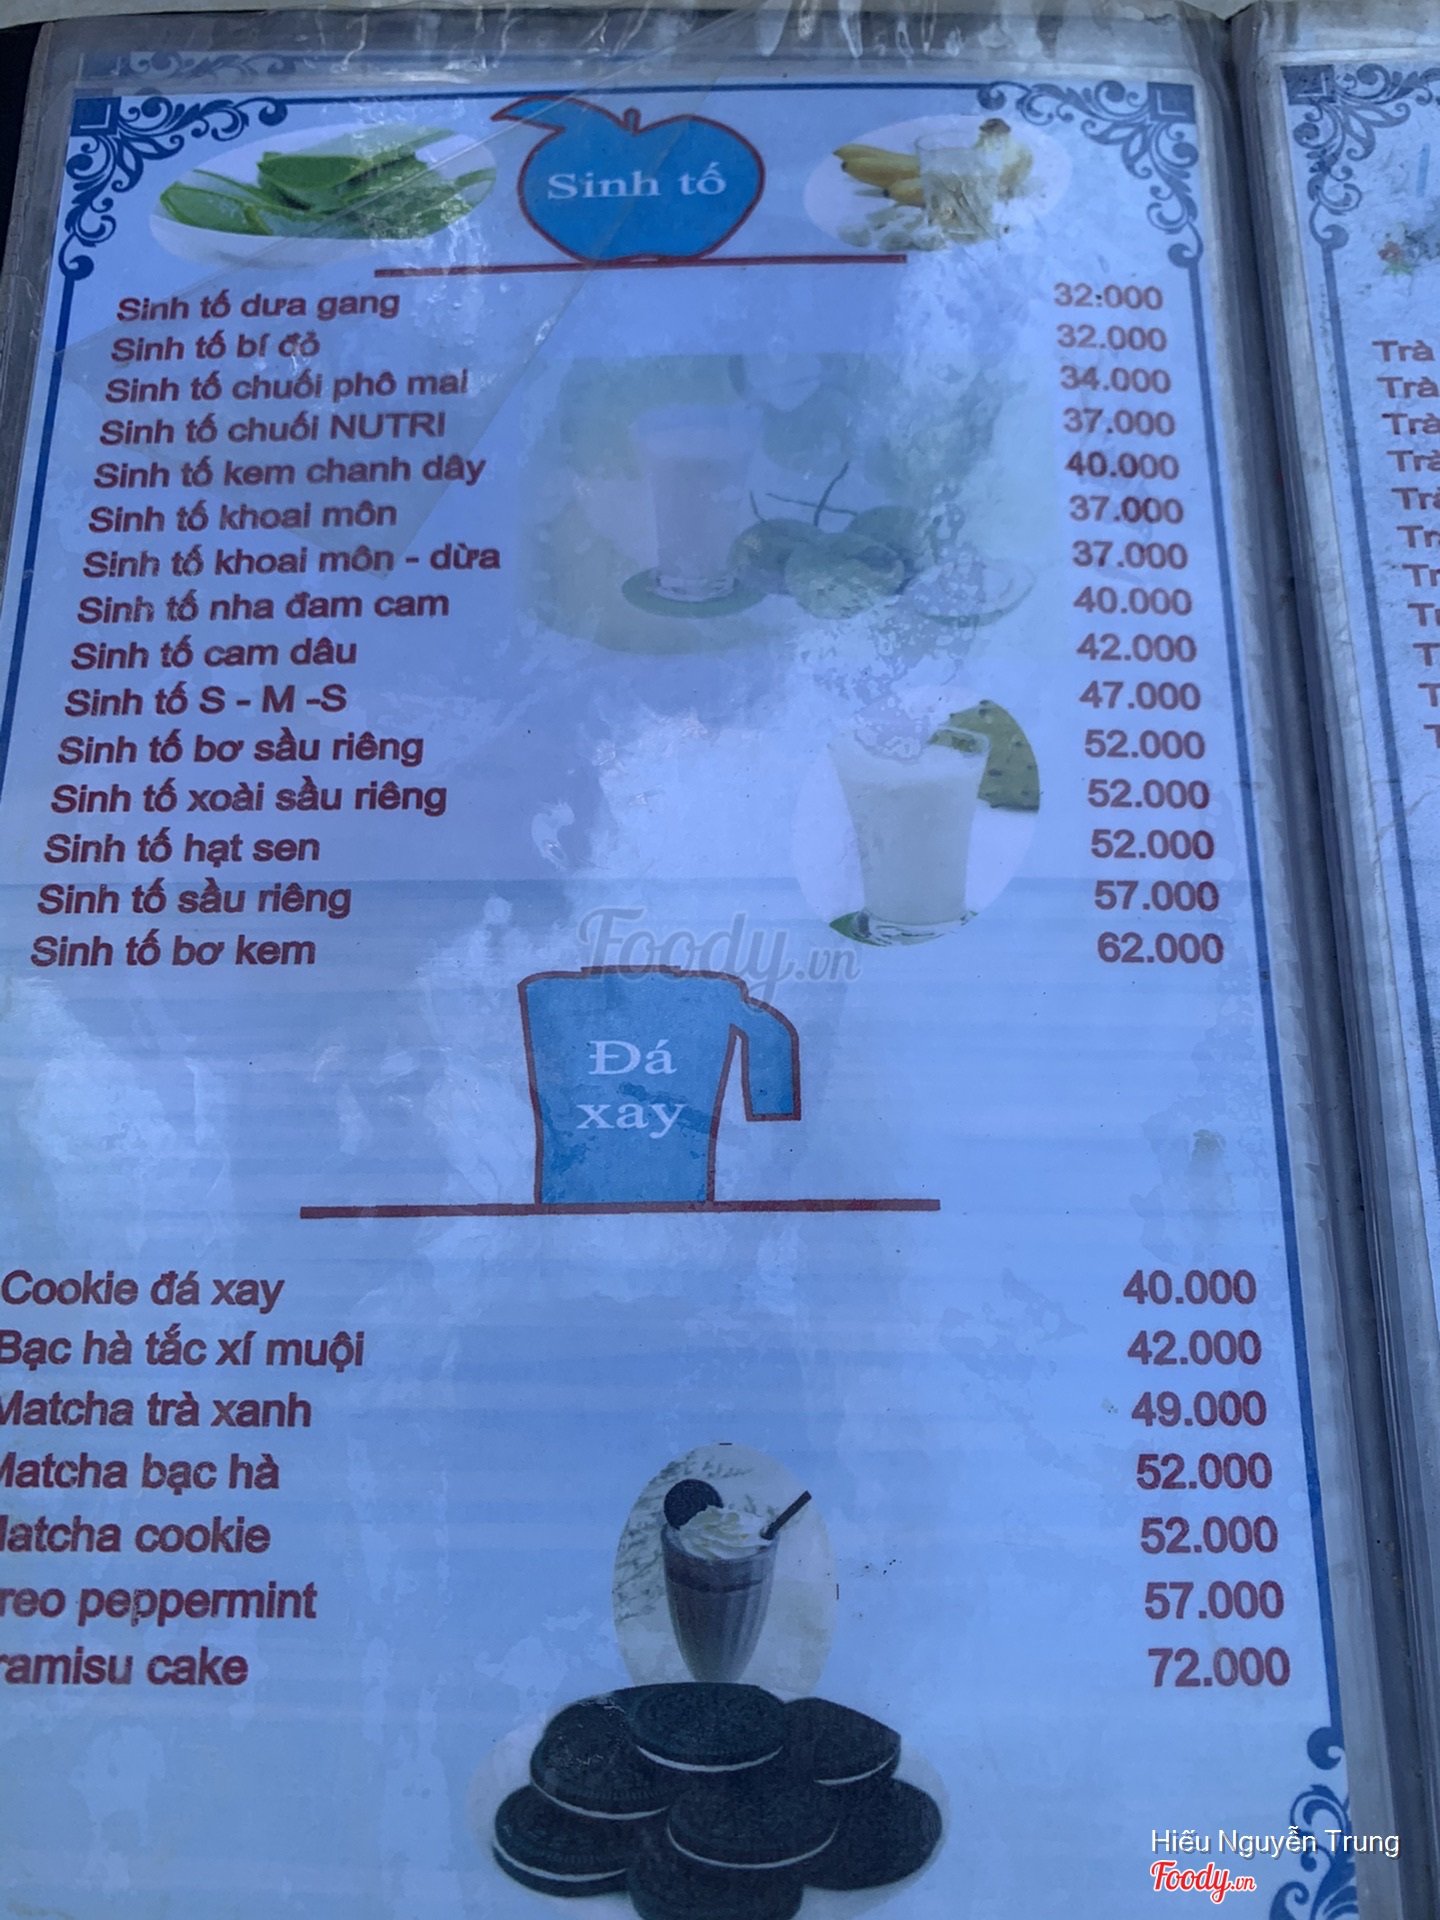 Sinh tố
Sinh tố dưa gang 32.000
Sinh tố bí đỏ 32.000
Sinh tố chuối phô mai 34.000
Sinh tố chuối NUTRI 37.000
Sinh tố kem chanh dây 40.000
Sinh tố khoai môn 37.000
Sinh tố khoai môn - dừa 37.000
Sinh tố nha đam cam 40.000
Sinh tố cam dâu 42.000
Sinh tố S - M -S 47.000
Sinh tố bơ sầu riêng 52.000
Sinh tố xoài sầu riêng 52.000
Sinh tố hạt sen 52.000
Sinh tố sầu riêng 57.000
Sinh tố bơ kem 62.000
Foody.vn
Đá
xay
Cookie đá xay 40.000
Bạc hà tắc xí muội 42.000
Matcha trà xanh 49.000
Matcha bạc hà 52.000
latcha cookie 52.000
reo peppermint 57.000
ramisu cake 72.000
Trà
Trà
Trà
Hiếu Nguyễn Trung
Foody.vn